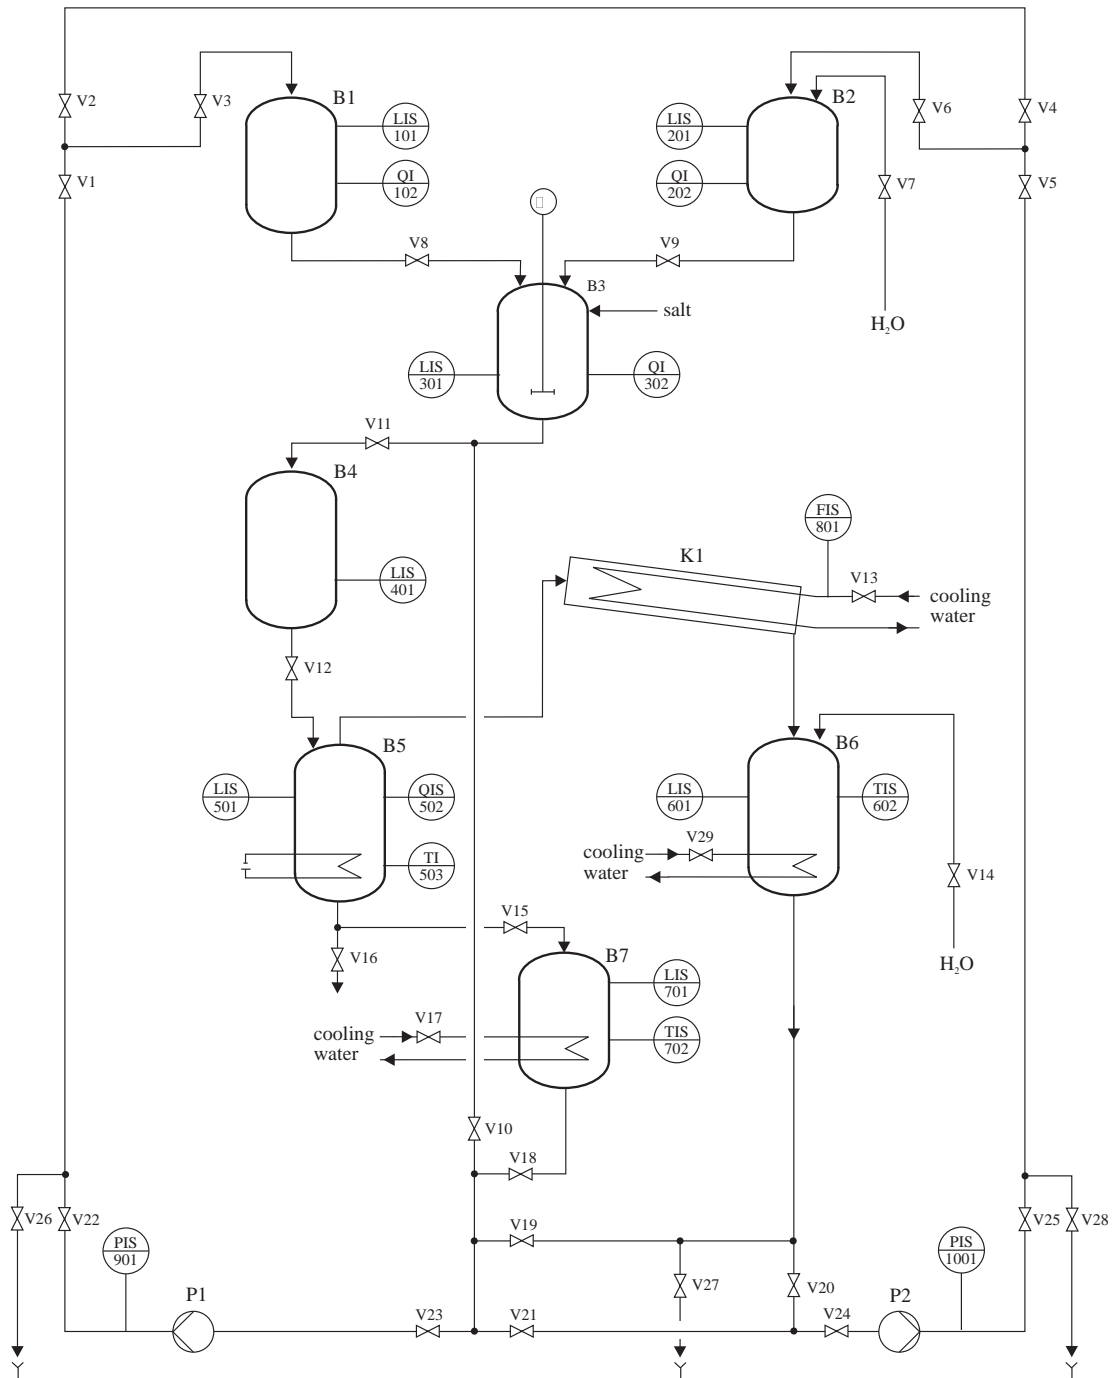 V2
V3
B1
LIS
101
QI
102
V1
LIS
201
QI
202
B2
V6
V4
V7
V5
V8
V9
B3
salt
H₂O
LIS
301
QI
302
V11
B4
LIS
401
V12
K1
FIS
801
V13
cooling
water
B5
LIS
501
QIS
502
TI
503
B6
LIS
601
TIS
602
V29
cooling
water
V14
H₂O
V15
V16
B7
LIS
701
TIS
702
V17
cooling
water
V10
V18
V26
V22
V19
V25
V28
PIS
901
PIS
1001
V27
V20
P1
P2
V23
V21
V24